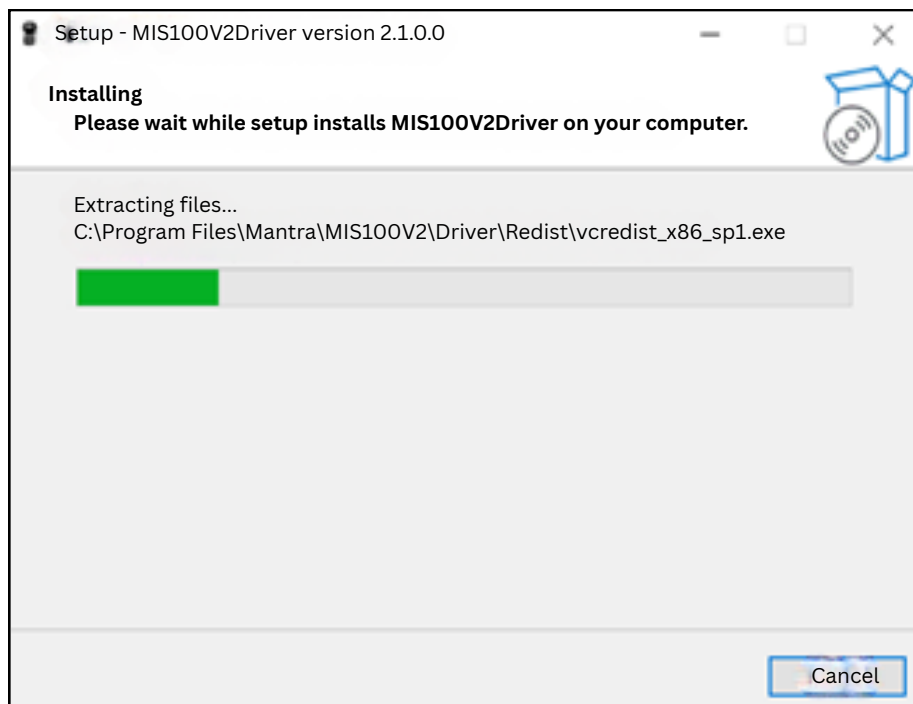 Setup - MIS100V2Driver version 2.1.0.0
Installing
Please wait while setup installs MIS100V2Driver on your computer.
Extracting files...
C:\Program Files\Mantra\MIS100V2\Driver\Redist\vcredist_x86_sp1.exe
Cancel